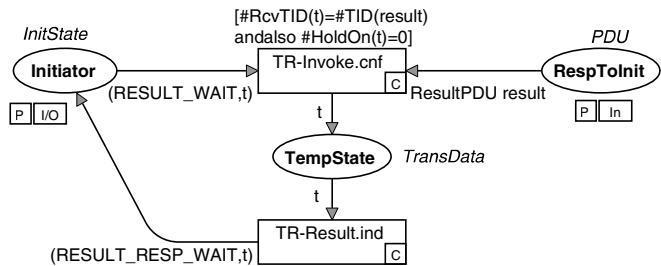 [#RcvTID(t)=#TID(result)
andalso #HoldOn(t)=0]
InitState
PDU
Initiator
TR-Invoke.cnf
C
RespToInit
(RESULT_WAIT,t)
ResultPDU result
P I/O
P In
t
TempState
TransData
t
TR-Result.ind
C
(RESULT_RESP_WAIT,t)